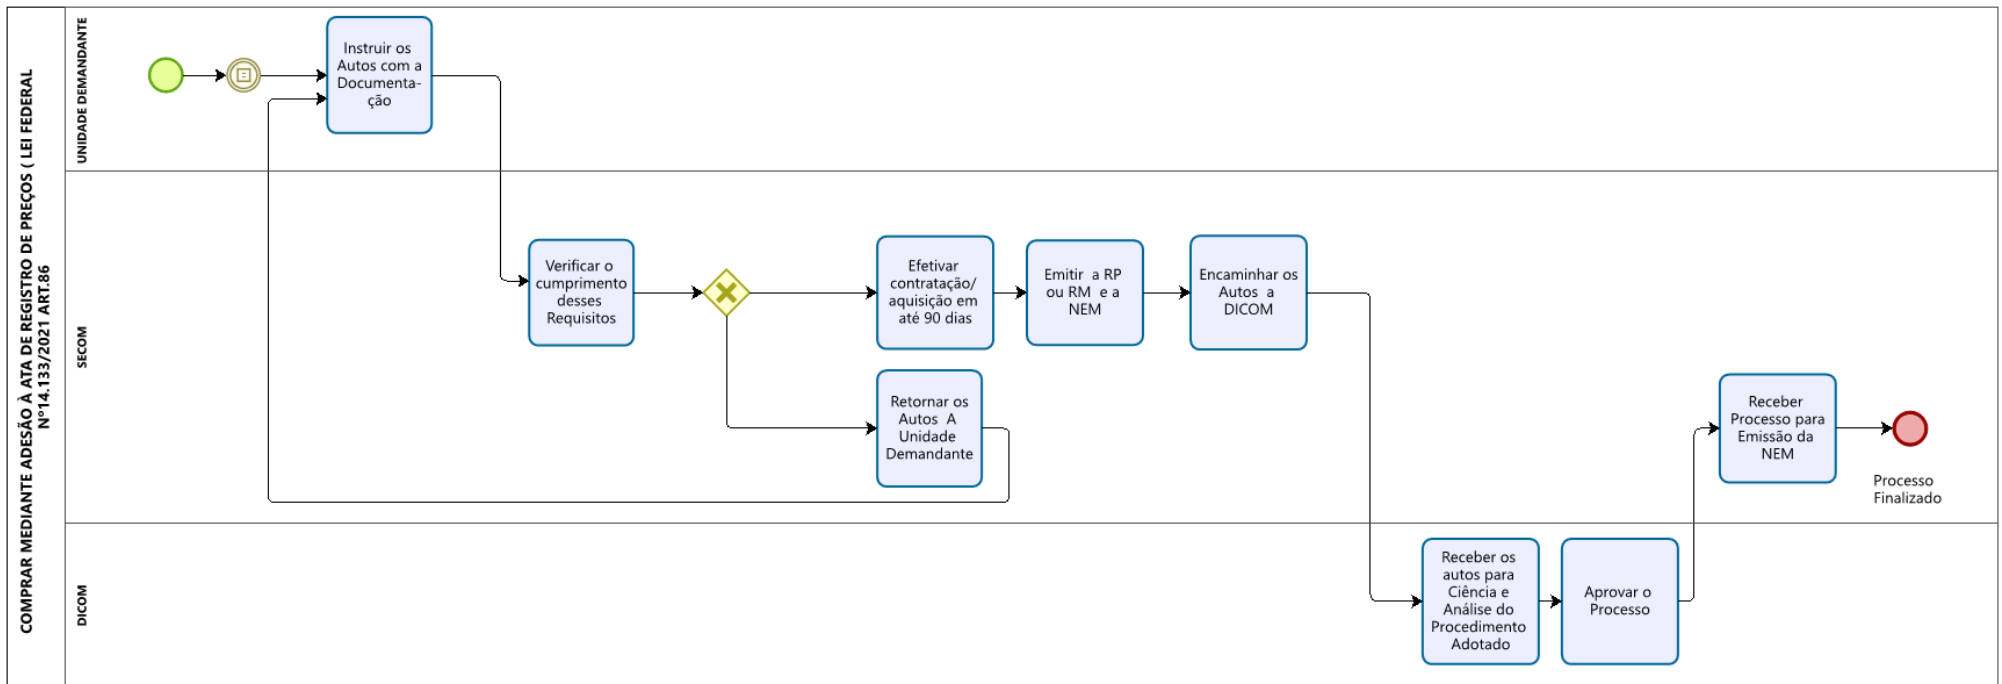 COMPRAR MEDIANTE ADESÃO À ATA DE REGISTRO DE PREÇOS ( LEI FEDERAL
Nº14.133/2021 ART.86
UNIDADE DEMANDANTE
Instruir os
Autos com a
Documenta-
ção
SECOM
Verificar o
cumprimento
desses
Requisitos
Efetivar
contratação/
aquisição em
até 90 dias
Emitir a RP
ou RM e a
NEM
Encaminhar os
Autos a
DICOM
Retornar os
Autos A
Unidade
Demandante
Receber
Processo para
Emissão da
NEM
Processo
Finalizado
DICOM
Receber os
autos para
Ciência e
Análise do
Procedimento
Adotado
Aprovar o
Processo